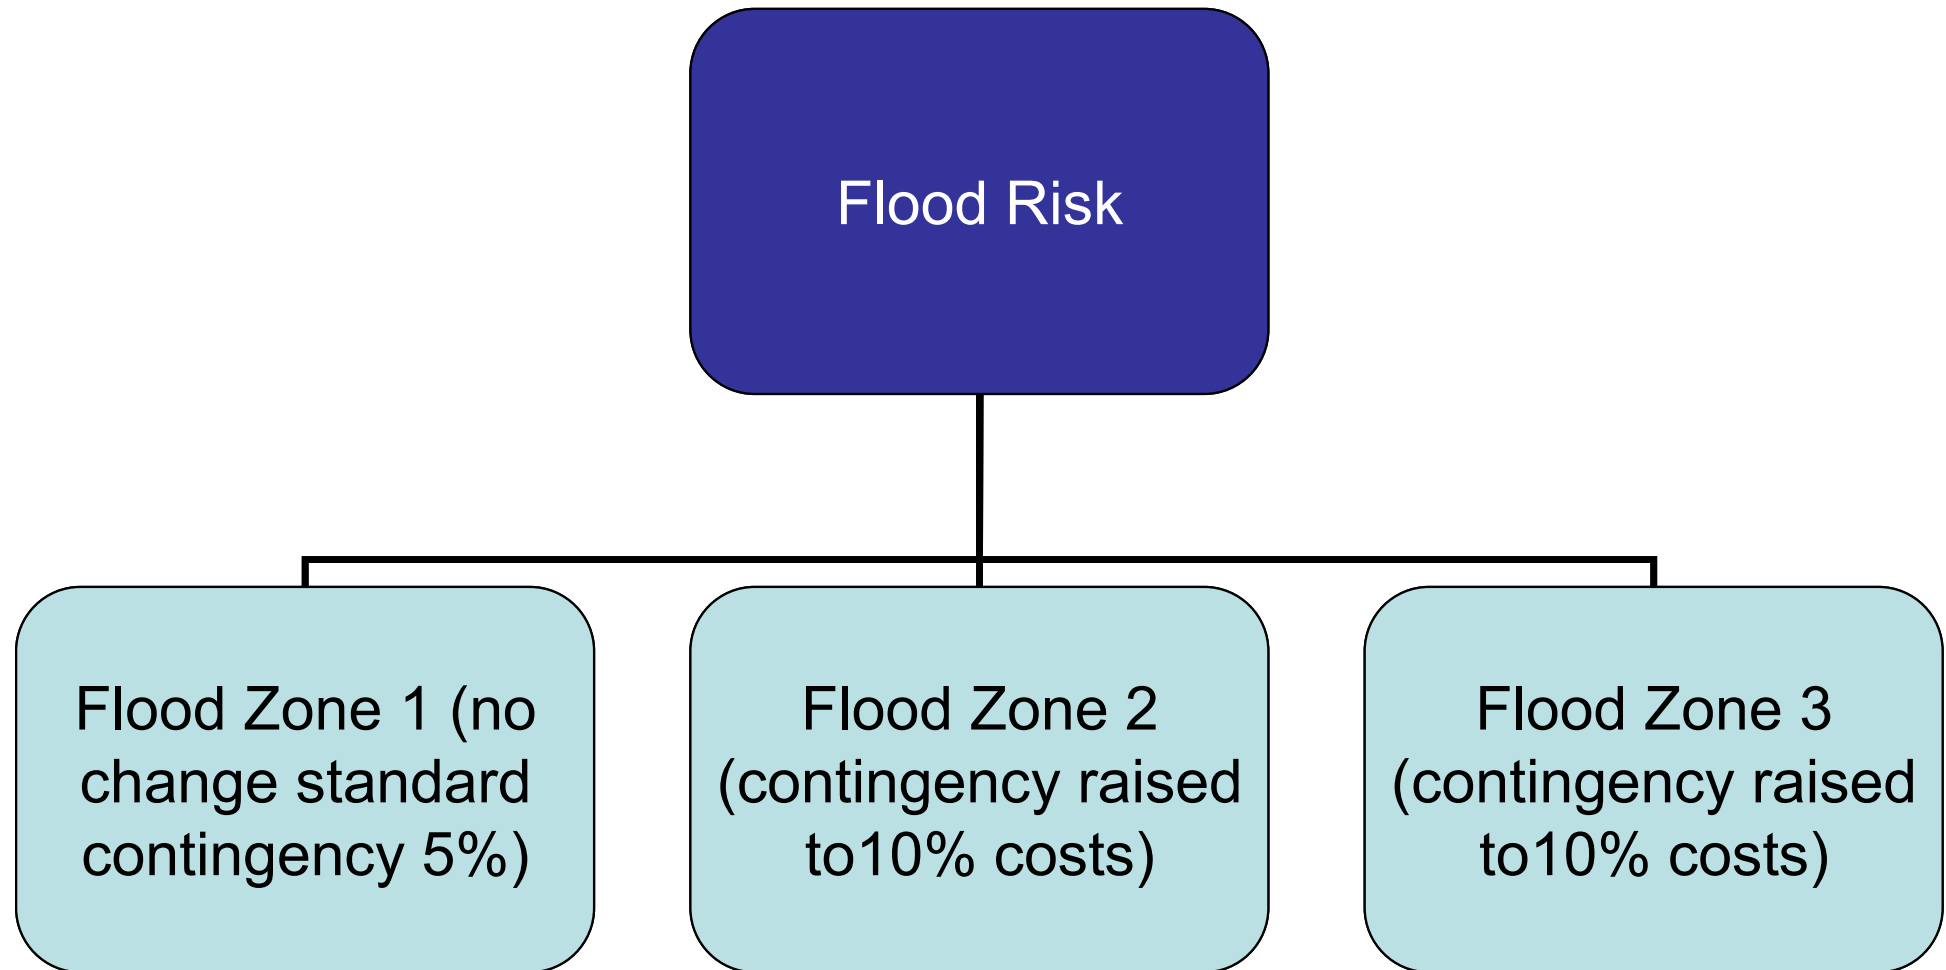 Flood Risk
Flood Zone 1 (no
change standard
contingency 5%)
Flood Zone 2
(contingency raised
to10% costs)
Flood Zone 3
(contingency raised
to10% costs)